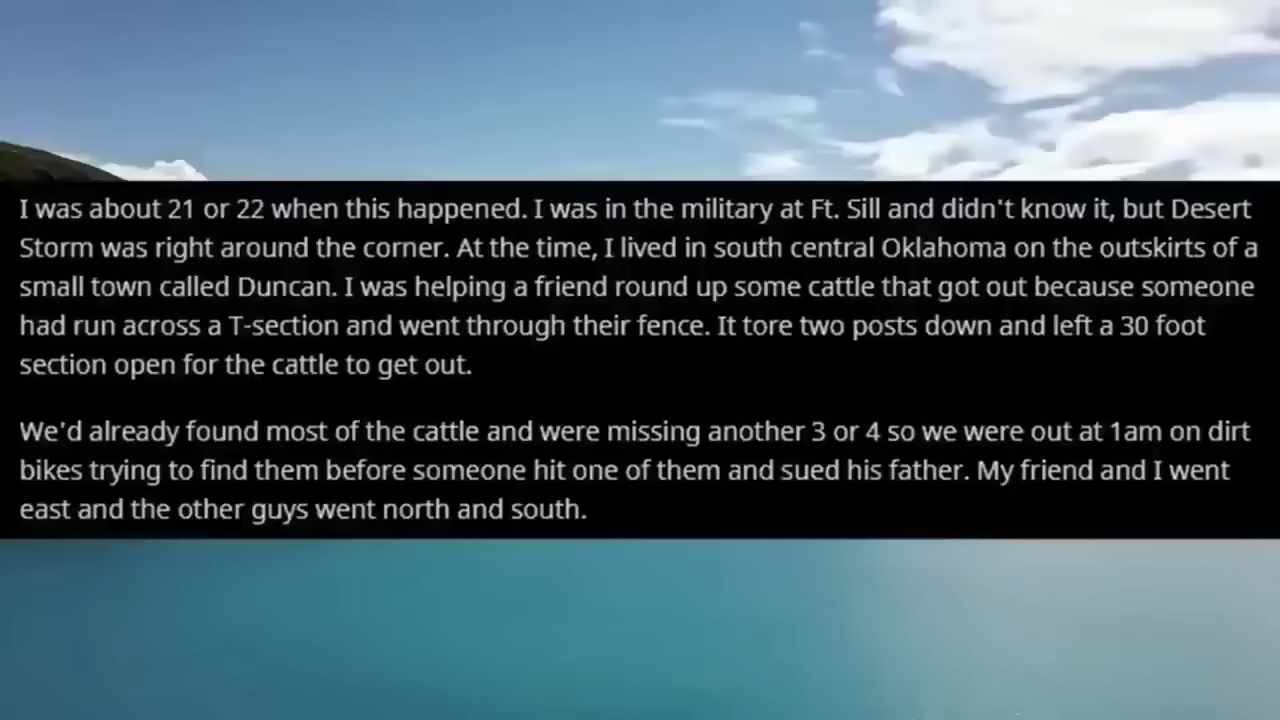 I was about 21 or 22 when this happened. I was in the military at Ft. Sill and didn't know it, but Desert
Storm was right around the corner. At the time, I lived in south central Oklahoma on the outskirts of a
small town called Duncan. I was helping a friend round up some cattle that got out because someone
had run across a T-section and went through their fence. It tore two posts down and left a 30 foot
section open for the cattle to get out.
We'd already found most of the cattle and were missing another 3 or 4 so we were out at 1am on dirt
bikes trying to find them before someone hit one of them and sued his father. My friend and I went
east and the other guys went north and south.